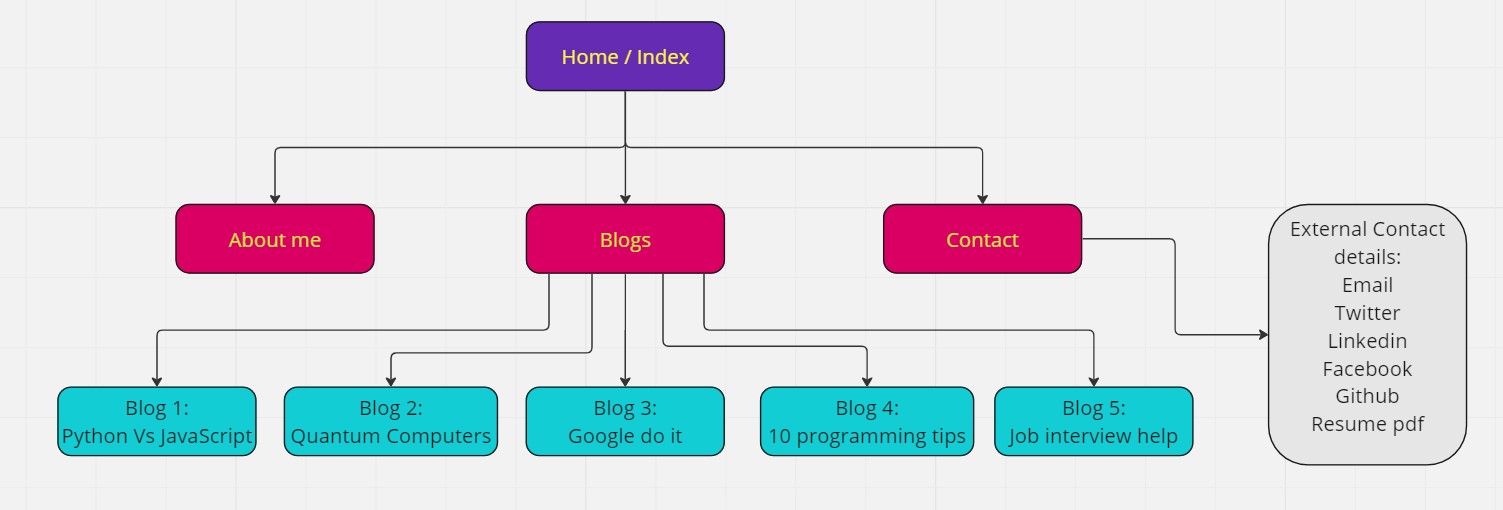 Home / Index
About me
Blogs
Contact
External Contact
details:
Email
Twitter
Linkedin
Facebook
Github
Resume pdf
Blog 1:
Python Vs JavaScript
Blog 2:
Quantum Computers
Blog 3:
Google do it
Blog 4:
10 programming tips
Blog 5:
Job interview help